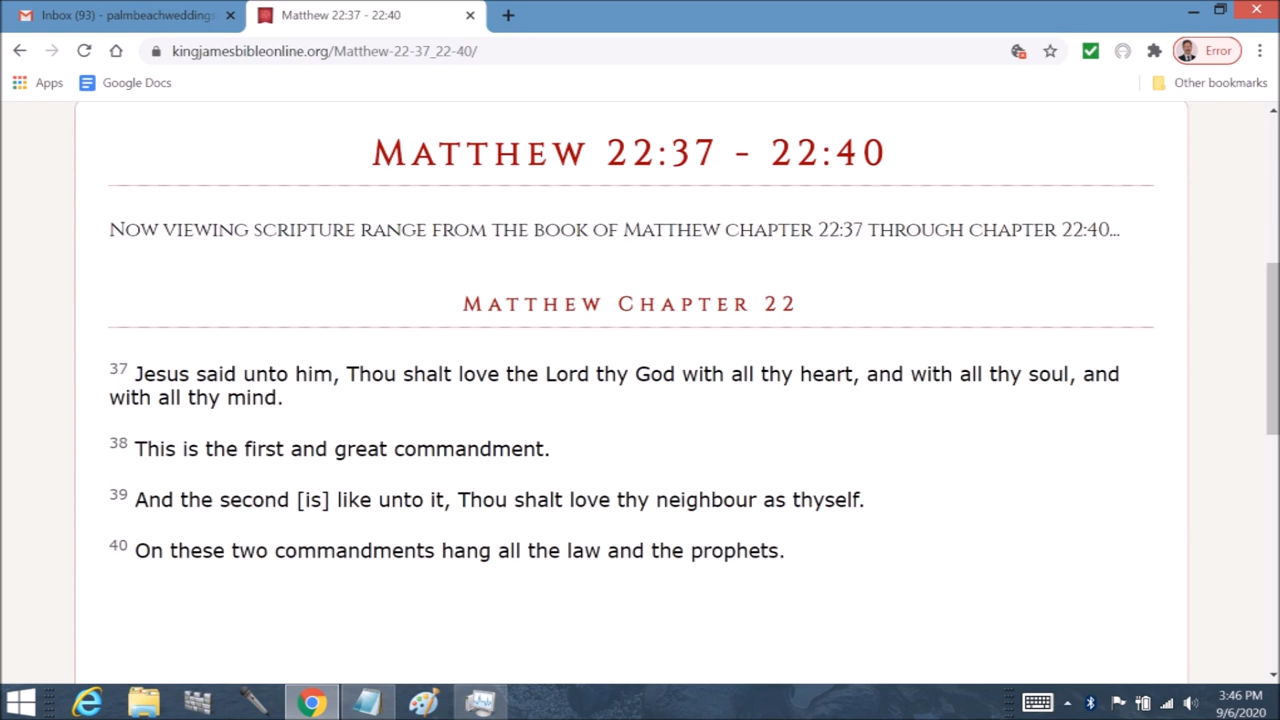 Inbox (93) - palmbeachwedding
Matthew 22:37 - 22:40
kingjamesbibleonline.org/Matthew-22-37_22-40/
Error
Apps
Google Docs
Other bookmarks
Matthew 22:37 - 22:40
Now viewing scripture range from the book of Matthew chapter 22:37 through chapter 22:40...
Matthew Chapter 22
37 Jesus said unto him, Thou shalt love the Lord thy God with all thy heart, and with all thy soul, and
with all thy mind.
38 This is the first and great commandment.
39 And the second [is] like unto it, Thou shalt love thy neighbour as thyself.
40 On these two commandments hang all the law and the prophets.
3:46 PM
9/6/2020